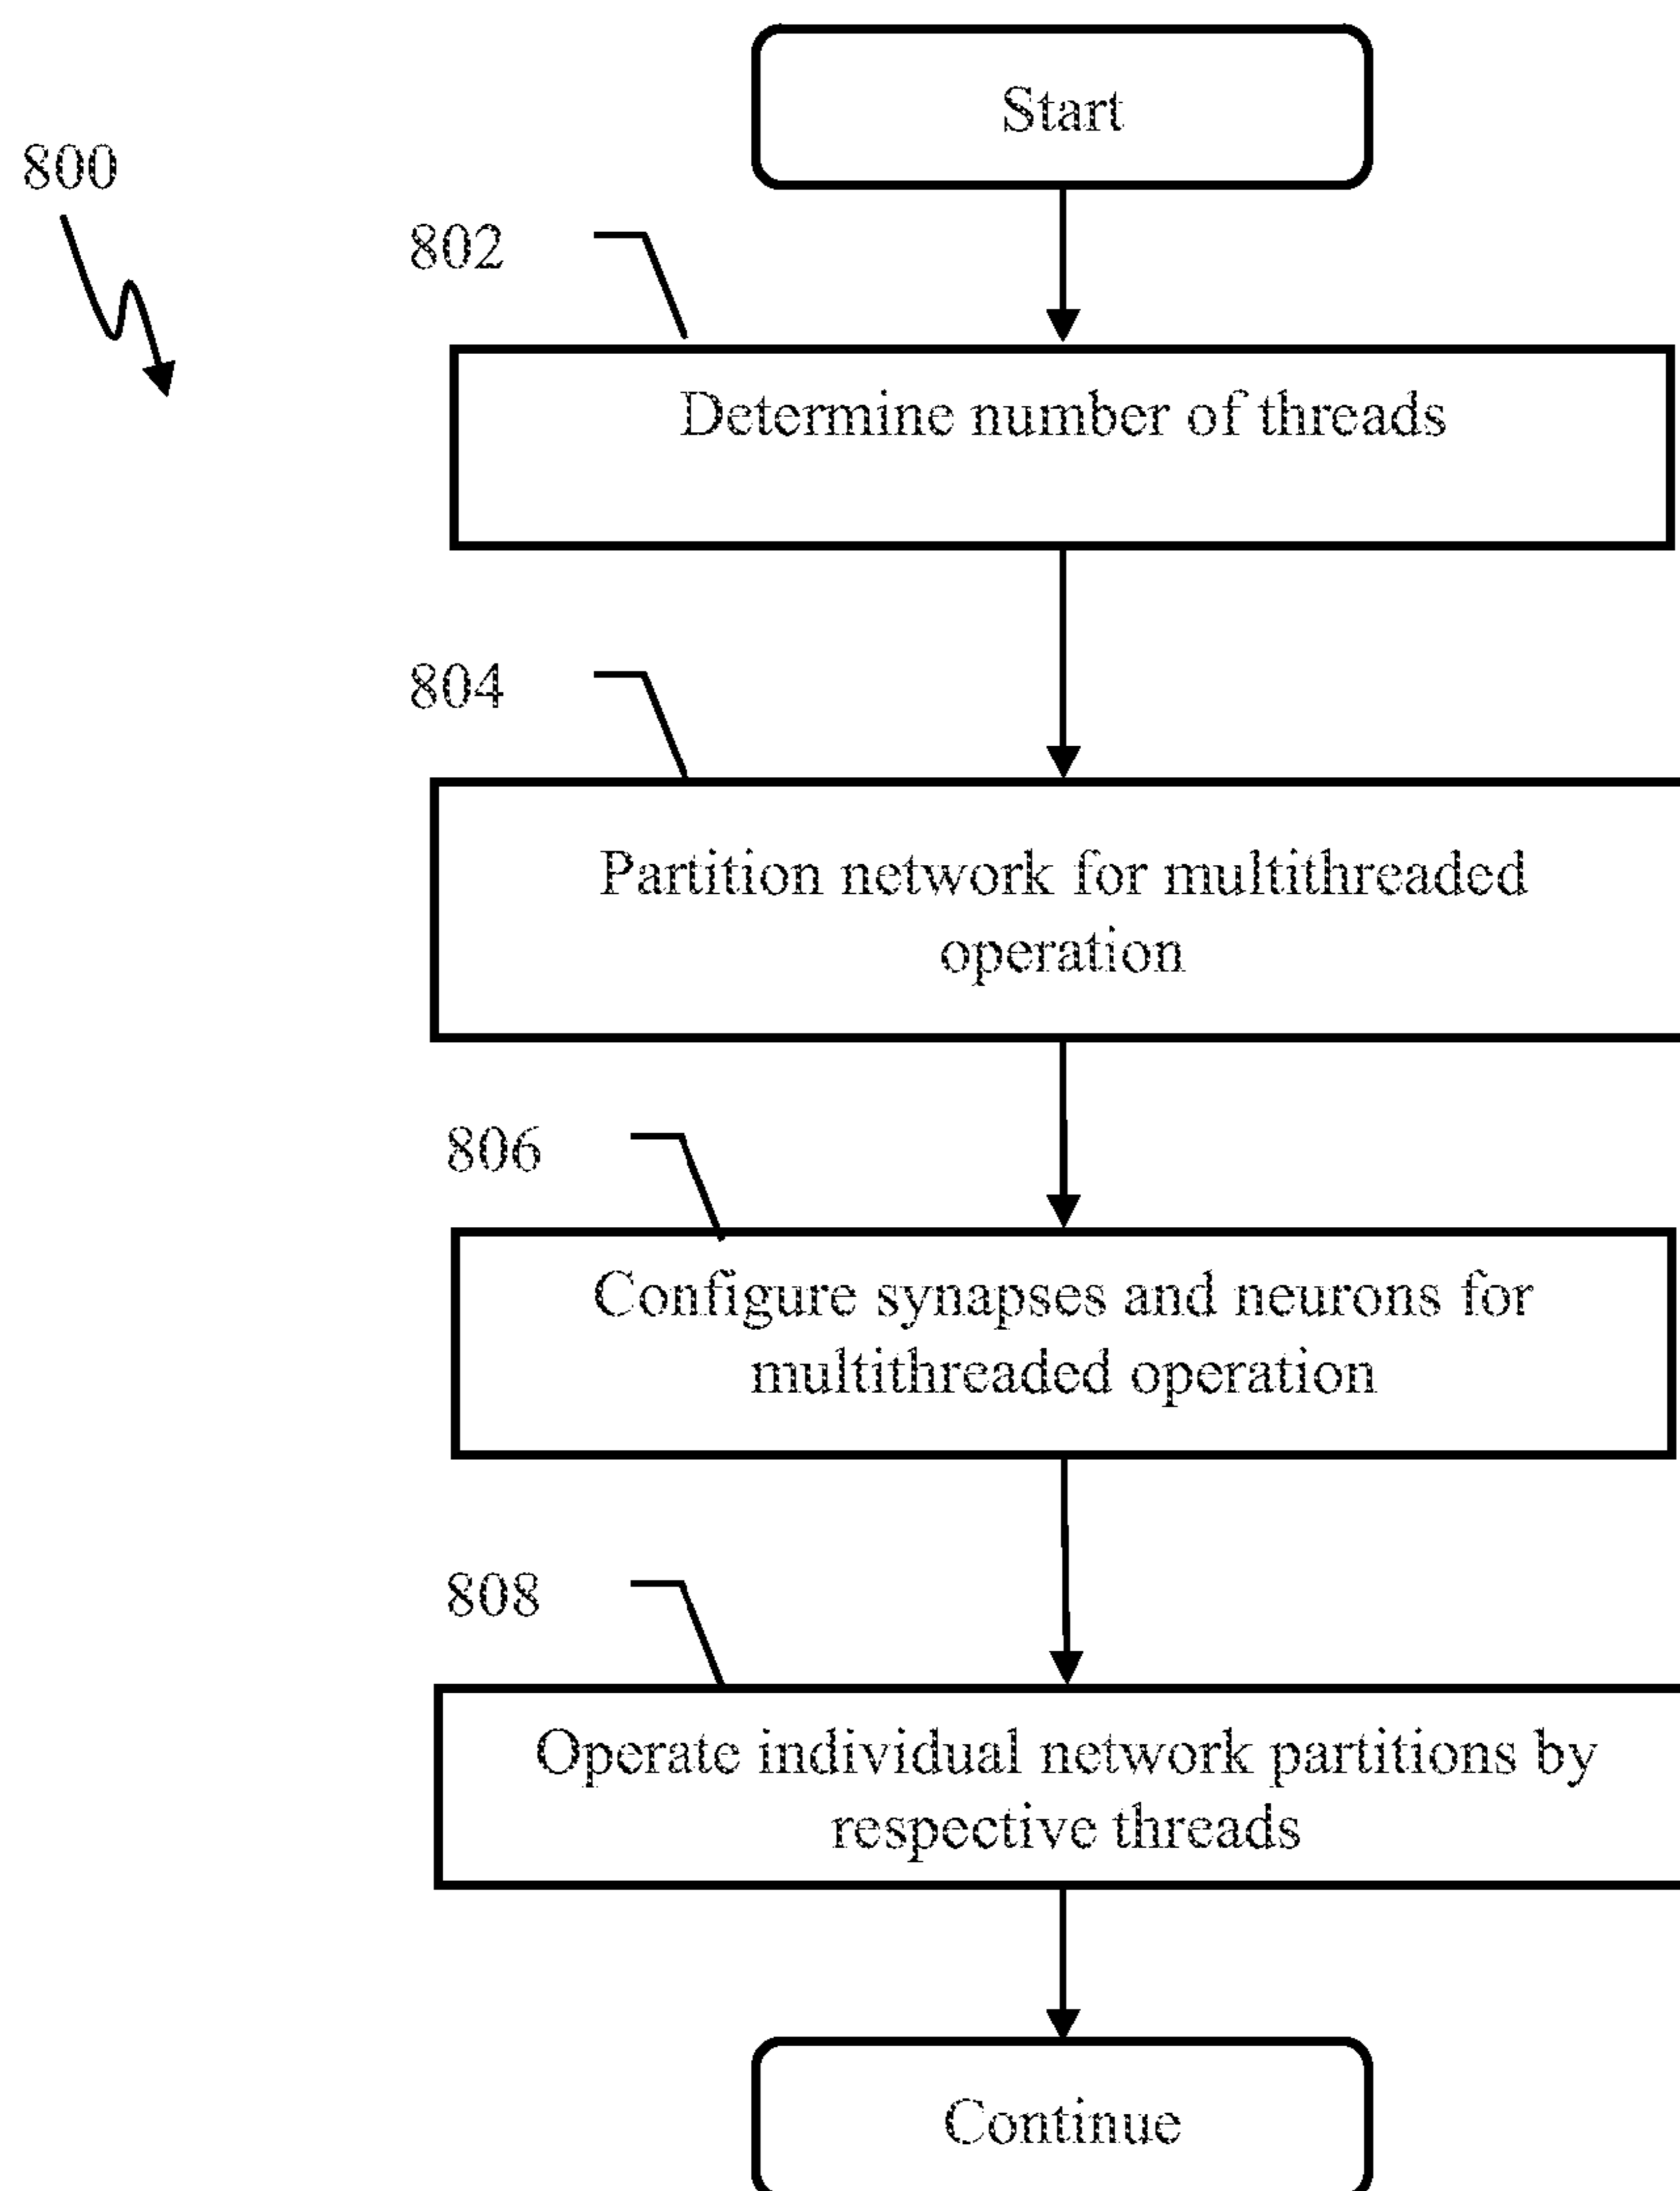 Start
800
802
Determine number of threads
804
Partition network for multithreaded
operation
806
Configure synapses and neurons for
multithreaded operation
808
Operate individual network partitions by
respective threads
Continue